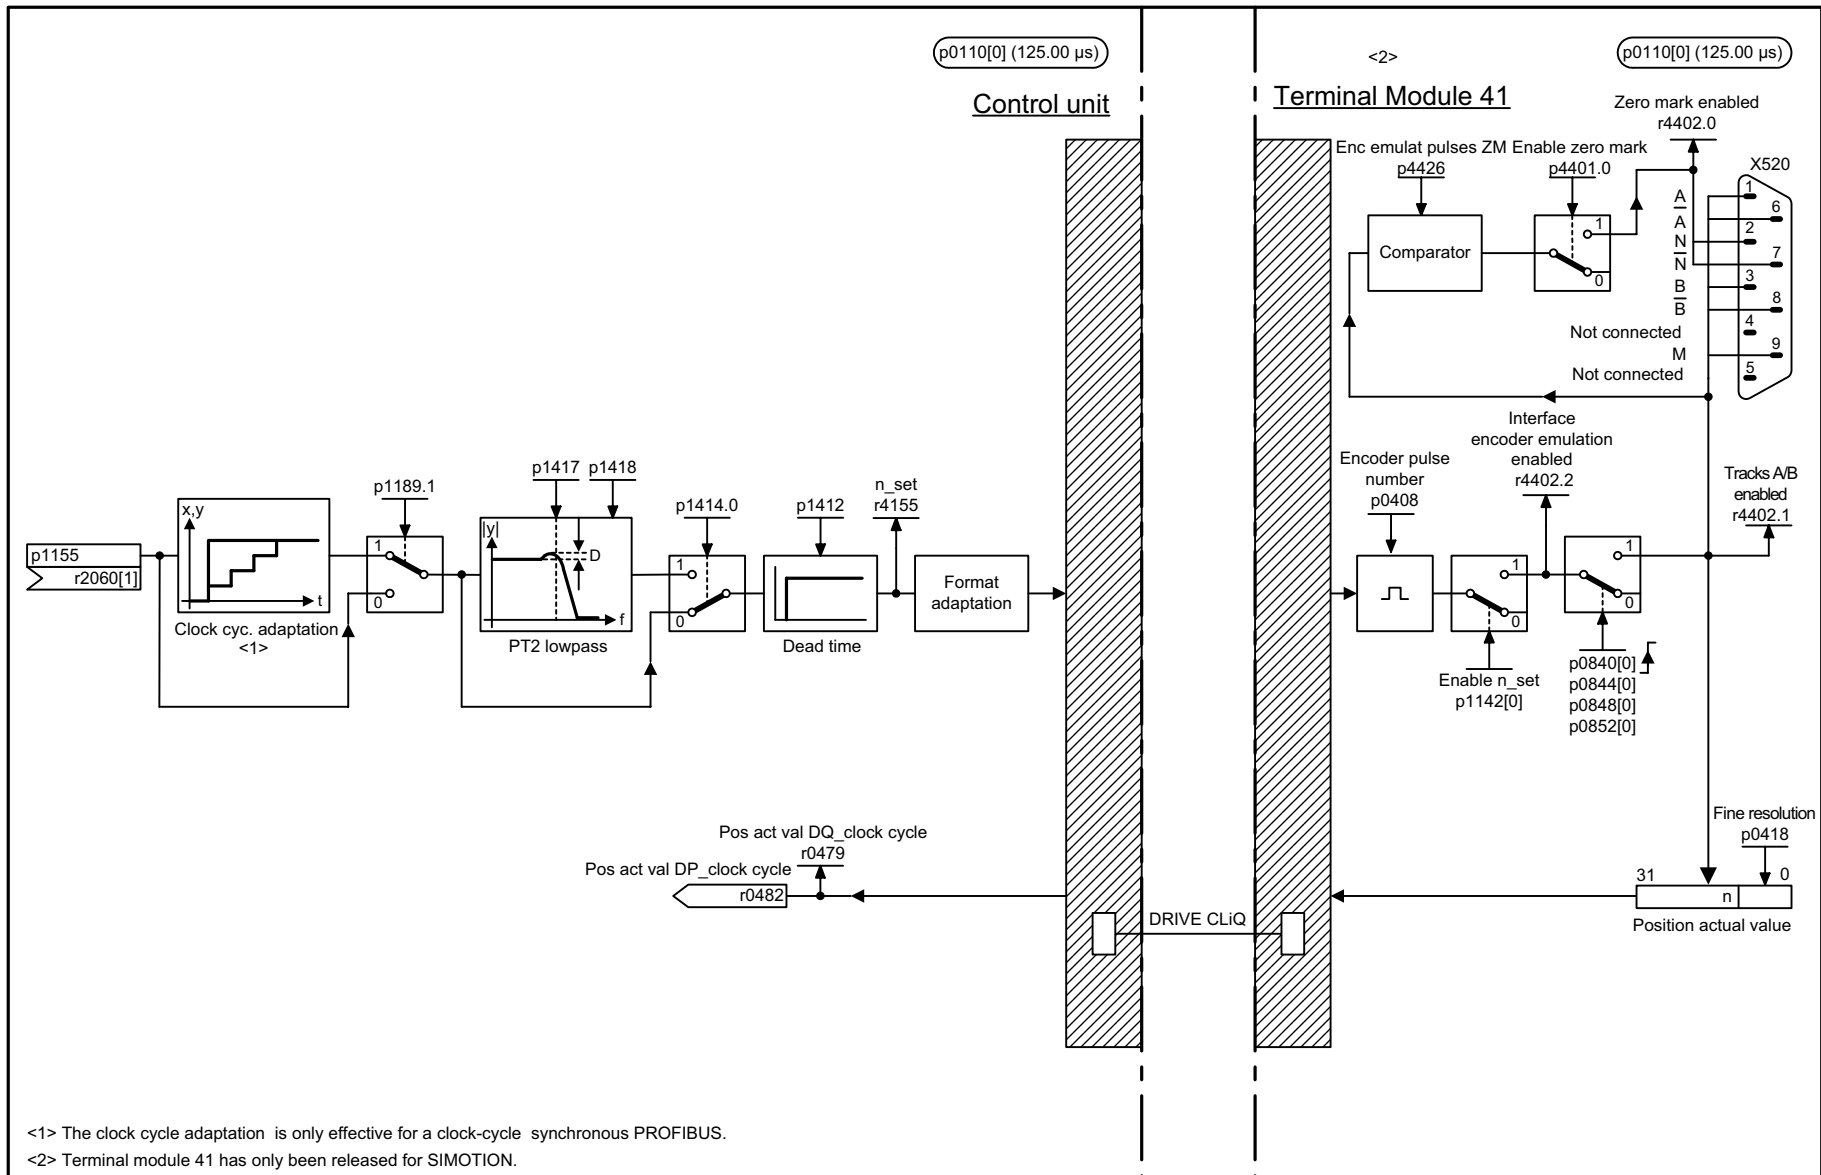 p0110[0] (125.00 µs)
<2>
p0110[0] (125.00 µs)
Control unit
Terminal Module 41
Zero mark enabled
r4402.0
Enc emulat pulses ZM
p4426
Enable zero mark
p4401.0
X520
Comparator
1
0
A
A
N
N
B
B
Not connected
M
Not connected
1
6
2
7
3
8
4
9
5
Interface
encoder emulation
enabled
r4402.2
Encoder pulse
number
p0408
Tracks A/B
enabled
r4402.1
p1155
r2060[1]
x,y
t
Clock cyc. adaptation
<1>
p1189.1
1
0
p1417
p1418
|y|
D
f
PT2 lowpass
p1414.0
1
0
p1412
Dead time
n_set
r4155
Format
adaptation
1
0
Enable n_set
p1142[0]
1
0
p0840[0]
p0844[0]
p0848[0]
p0852[0]
Pos act val DQ_clock cycle
r0479
Pos act val DP_clock cycle
r0482
DRIVE CLiQ
Fine resolution
p0418
31
0
n
Position actual value
<1> The clock cycle adaptation is only effective for a clock-cycle synchronous PROFIBUS.
<2> Terminal module 41 has only been released for SIMOTION.